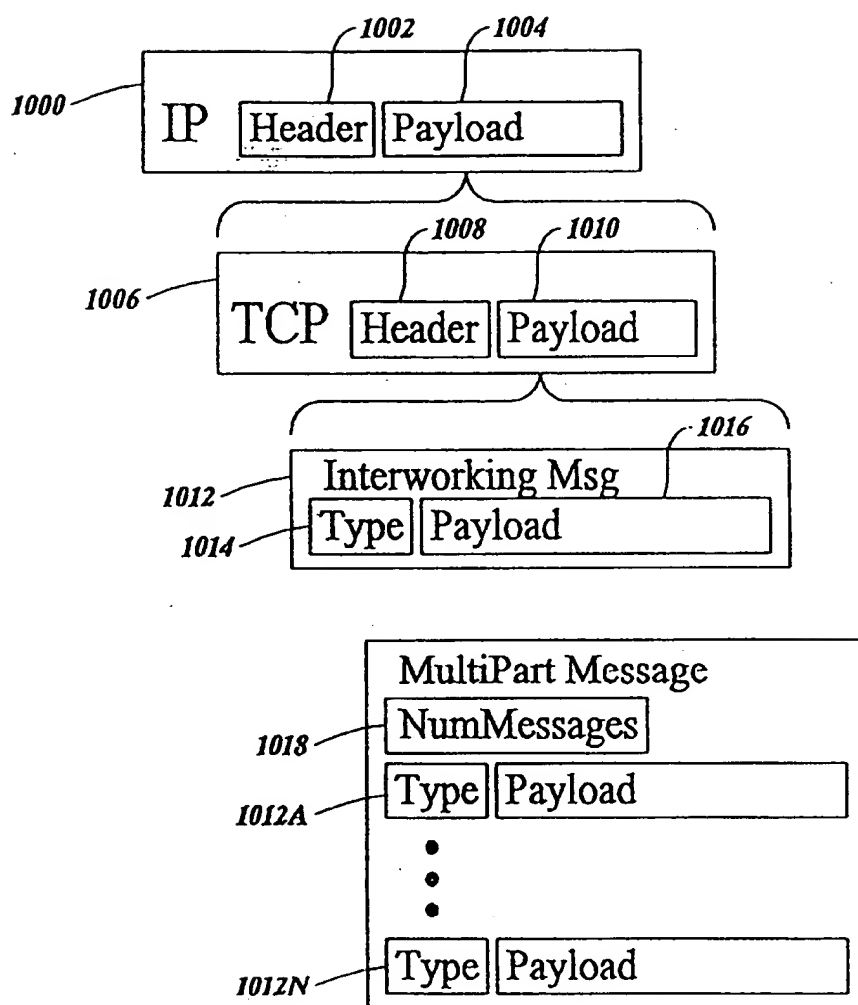 1002 1004
1000
IP Header Payload
1008 1010
1006
TCP Header Payload
1016
1012 Interworking Msg
1014 Type Payload
MultiPart Message
1018 NumMessages
1012A Type Payload
1012N Type Payload